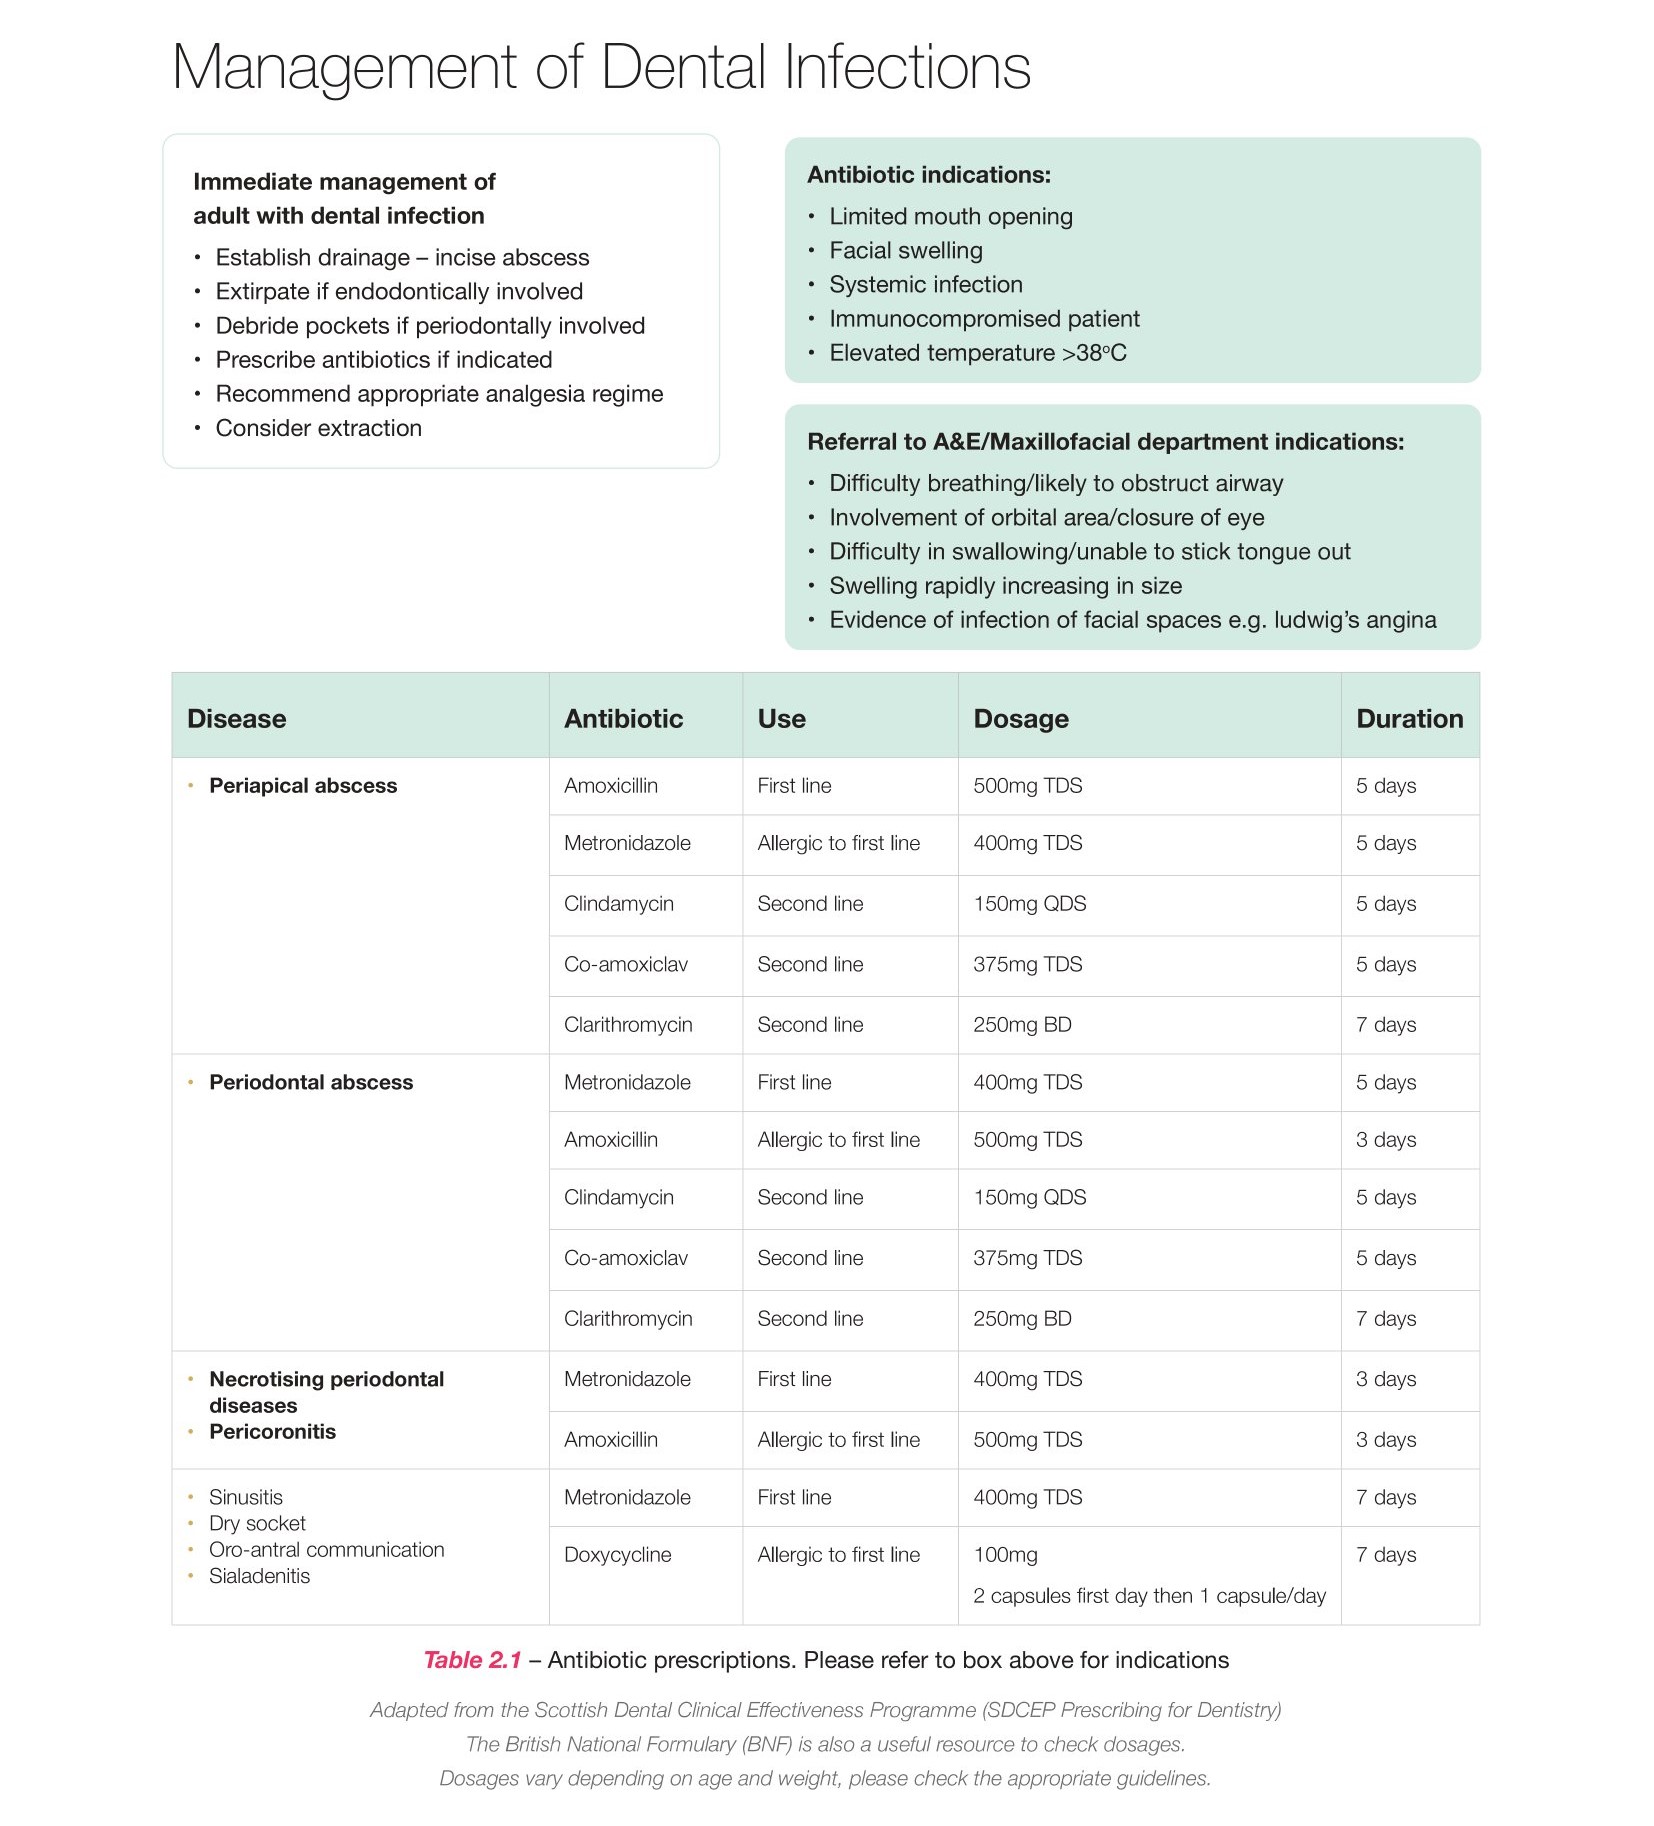 Management of Dental Infections
Immediate management of
adult with dental infection
• Establish drainage – incise abscess
• Extirpate if endodontically involved
• Debride pockets if periodontally involved
• Prescribe antibiotics if indicated
• Recommend appropriate analgesia regime
• Consider extraction
Antibiotic indications:
• Limited mouth opening
• Facial swelling
• Systemic infection
• Immunocompromised patient
• Elevated temperature >38ºC
Referral to A&E/Maxillofacial department indications:
• Difficulty breathing/likely to obstruct airway
• Involvement of orbital area/closure of eye
• Difficulty in swallowing/unable to stick tongue out
• Swelling rapidly increasing in size
• Evidence of infection of facial spaces e.g. ludwig’s angina
Disease Antibiotic Use Dosage Duration
• Periapical abscess Amoxicillin First line 500mg TDS 5 days
Metronidazole Allergic to first line 400mg TDS 5 days
Clindamycin Second line 150mg QDS 5 days
Co-amoxiclav Second line 375mg TDS 5 days
Clarithromycin Second line 250mg BD 7 days
• Periodontal abscess Metronidazole First line 400mg TDS 5 days
Amoxicillin Allergic to first line 500mg TDS 3 days
Clindamycin Second line 150mg QDS 5 days
Co-amoxiclav Second line 375mg TDS 5 days
Clarithromycin Second line 250mg BD 7 days
• Necrotising periodontal Metronidazole First line 400mg TDS 3 days
diseases
• Pericoronitis
Amoxicillin Allergic to first line 500mg TDS 3 days
• Sinusitis Metronidazole First line 400mg TDS 7 days
• Dry socket
• Oro-antral communication Doxycycline Allergic to first line 100mg 7 days
• Sialadenitis
2 capsules first day then 1 capsule/day
Table 2.1 – Antibiotic prescriptions. Please refer to box above for indications
Adapted from the Scottish Dental Clinical Effectiveness Programme (SDCEP Prescribing for Dentistry)
The British National Formulary (BNF) is also a useful resource to check dosages.
Dosages vary depending on age and weight, please check the appropriate guidelines.